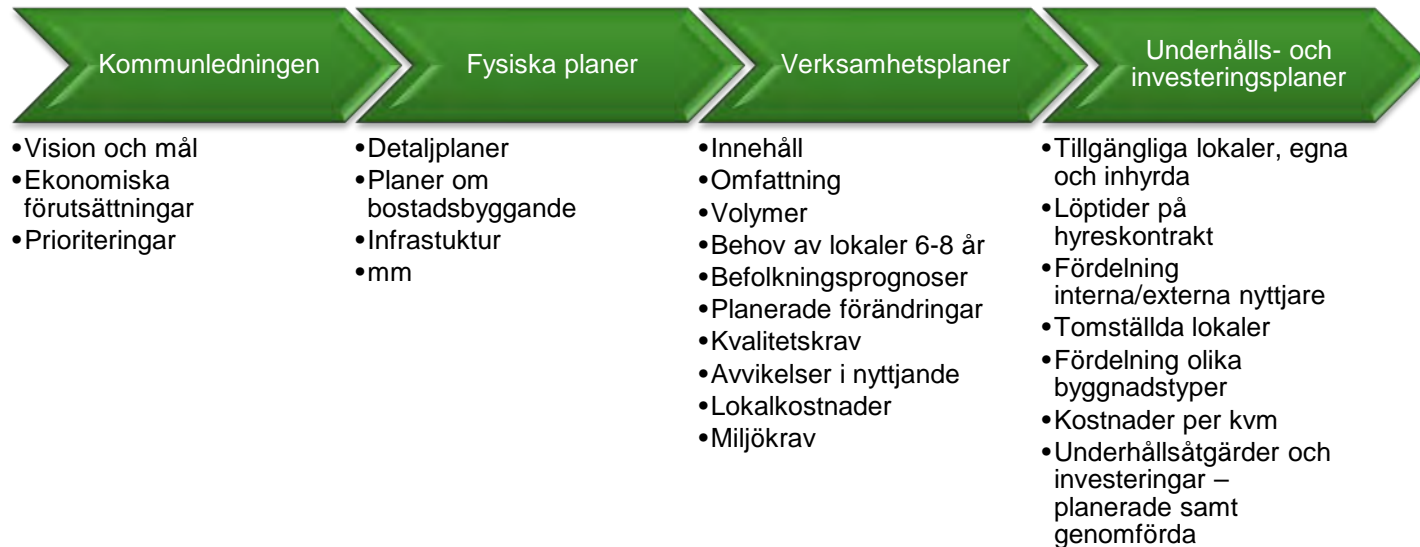 Kommunledningen
Fysiska planer
Verksamhetsplaner
Underhålls- och
investeringsplaner
•Vision och mål
•Ekonomiska
förutsättningar
•Prioriteringar
•Detaljplaner
•Planer om
bostadsbyggande
•Infrastuktur
•mm
•Innehåll
•Omfattning
•Volymer
•Behov av lokaler 6-8 år
•Befolkningsprognoser
•Planerade förändringar
•Kvalitetskrav
•Avvikelser i nyttjande
•Lokalkostnader
•Miljökrav
•Tillgängliga lokaler, egna
och inhyrda
•Löptider på
hyreskontrakt
•Fördelning
interna/externa nyttjare
•Tomställda lokaler
•Fördelning olika
byggnadstyper
•Kostnader per kvm
•Underhållsåtgärder och
investeringar –
planerade samt
genomförda